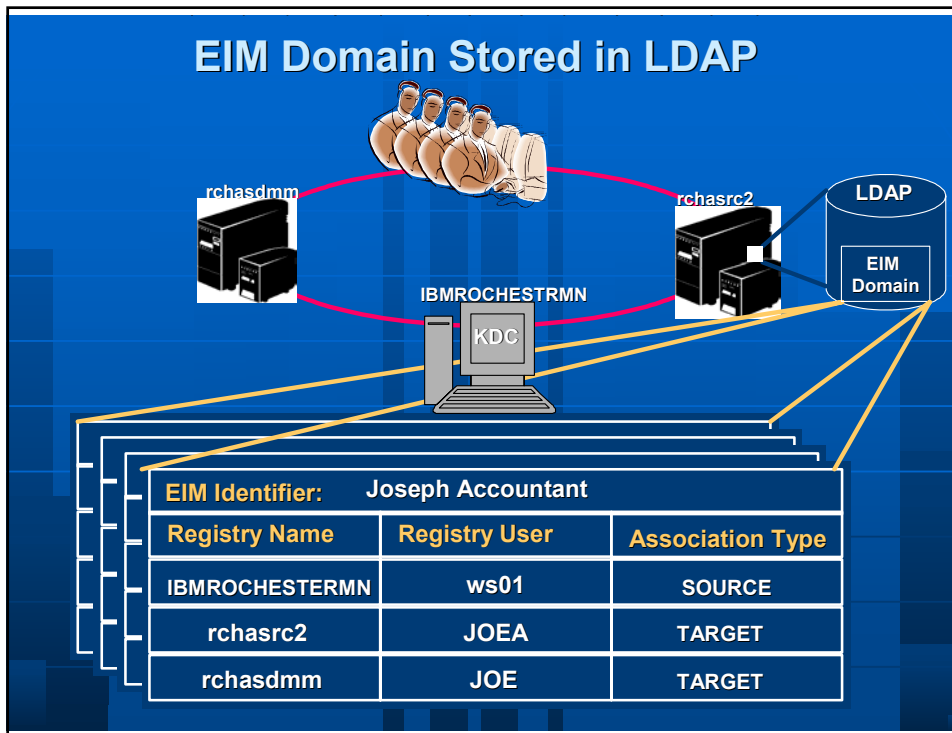 EIM Domain Stored in LDAP
rchasdmm
rchasrc2
LDAP
EIM
Domain
IBMROCHESTRMN
KDC
EIM Identifier: Joseph Accountant
Registry Name Registry User Association Type
IBMROCHESTERMN ws01 SOURCE
rchasrc2 JOEA TARGET
rchasdmm JOE TARGET